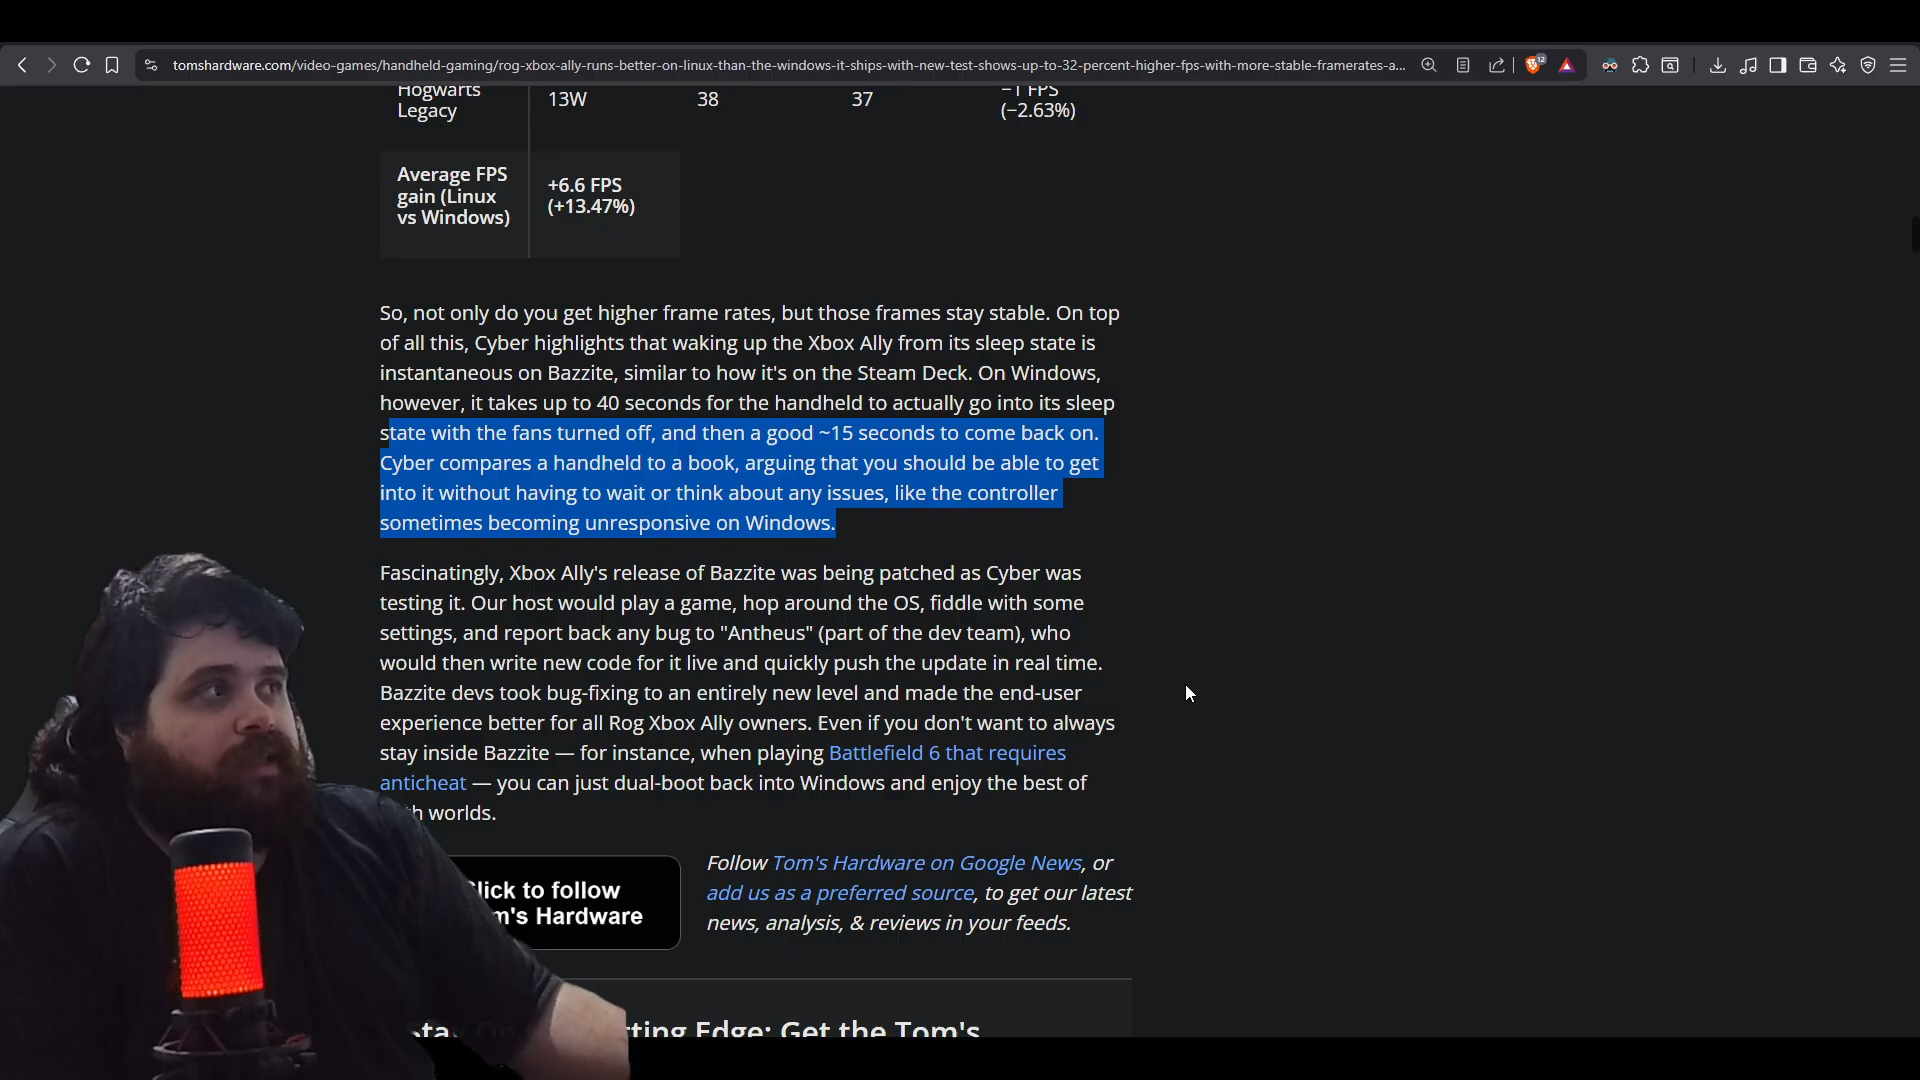 tomshardware.com/video-games/handheld-gaming/rog-xbox-ally-runs-better-on-linux-than-the-windows-it-ships-with-new-test-shows-up-to-32-percent-higher-fps-with-more-stable-framerates-a...
12
Hogwarts
Legacy
13W
38
37
−1 FPS
(−2.63%)
Average FPS
gain (Linux
vs Windows)
+6.6 FPS
(+13.47%)
So, not only do you get higher frame rates, but those frames stay stable. On top
of all this, Cyber highlights that waking up the Xbox Ally from its sleep state is
instantaneous on Bazzite, similar to how it's on the Steam Deck. On Windows,
however, it takes up to 40 seconds for the handheld to actually go into its sleep
state with the fans turned off, and then a good ~15 seconds to come back on.
Cyber compares a handheld to a book, arguing that you should be able to get
into it without having to wait or think about any issues, like the controller
sometimes becoming unresponsive on Windows.
Fascinatingly, Xbox Ally's release of Bazzite was being patched as Cyber was
testing it. Our host would play a game, hop around the OS, fiddle with some
settings, and report back any bug to "Antheus" (part of the dev team), who
would then write new code for it live and quickly push the update in real time.
Bazzite devs took bug-fixing to an entirely new level and made the end-user
experience better for all Rog Xbox Ally owners. Even if you don't want to always
stay inside Bazzite — for instance, when playing Battlefield 6 that requires
anticheat — you can just dual-boot back into Windows and enjoy the best of
worlds.
Click to follow
Tom's Hardware
Follow Tom's Hardware on Google News, or
add us as a preferred source, to get our latest
news, analysis, & reviews in your feeds.
Edge: Get the Tom's